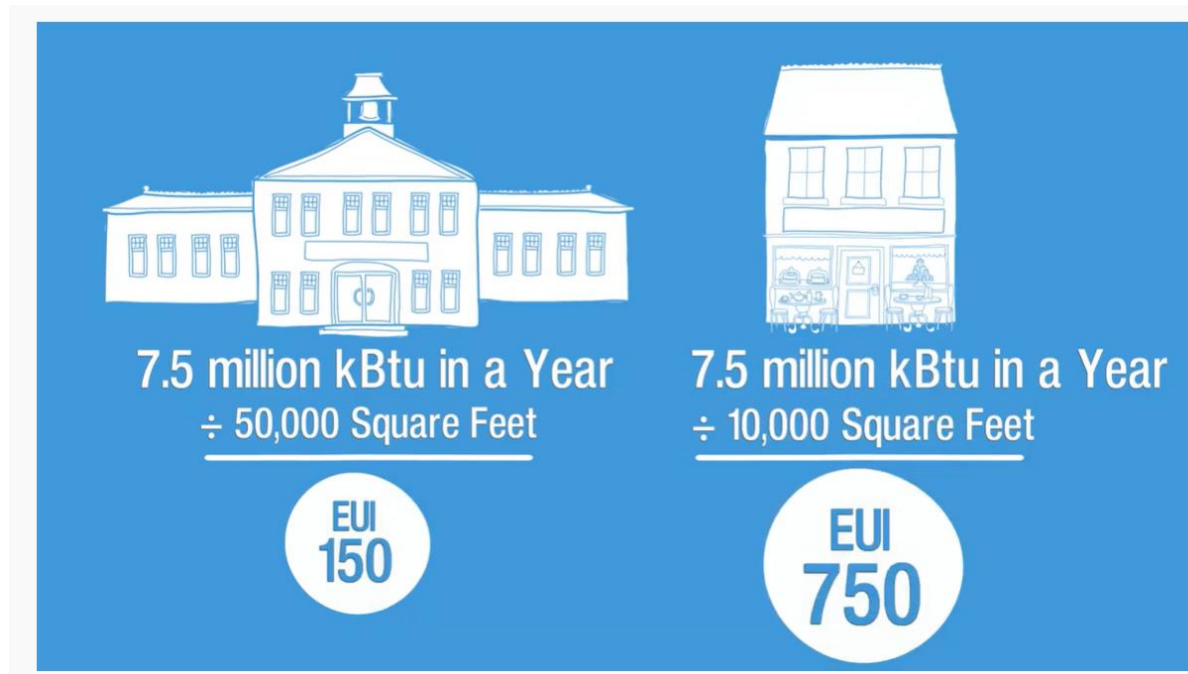 7.5 million kBtu in a Year
÷ 50,000 Square Feet
EUI
150
7.5 million kBtu in a Year
÷ 10,000 Square Feet
EUI
750